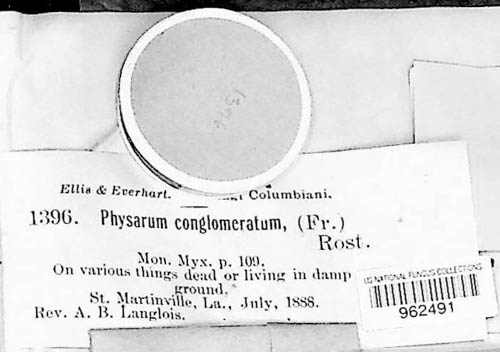 1396
Ellis & Everhart. Columbiani.
1396. Physarum conglomeratum, (Fr.)
Rost.
Mon. Myx. p. 109.
On various things dead or living in damp
ground.
St. Martinville, La., July, 1888.
Rev. A. B. Langlois.
US NATIONAL FUNGUS COLLECTIONS
962491